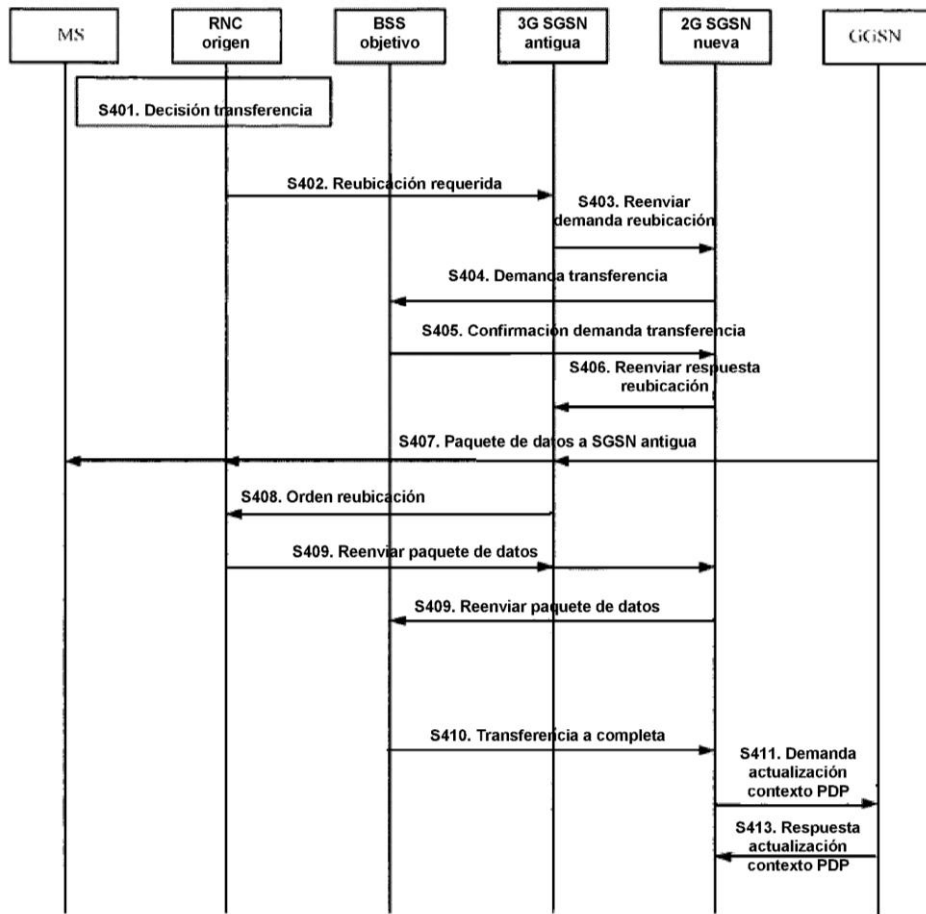 MS
RNC
origen
BSS
objetivo
3G SGSN
antigua
2G SGSN
nueva
GGSN
S401. Decisión transferencia
S402. Reubicación requerida
S403. Reenviar
demanda reubicación
S404. Demanda transferencia
S405. Confirmación demanda transferencia
S406. Reenviar respuesta
reubicación
S407. Paquete de datos a SGSN antigua
S408. Orden reubicación
S409. Reenviar paquete de datos
S409. Reenviar paquete de datos
S410. Transferencia a completa
S411. Demanda
actualización
contexto PDP
S413. Respuesta
actualización
contexto PDP